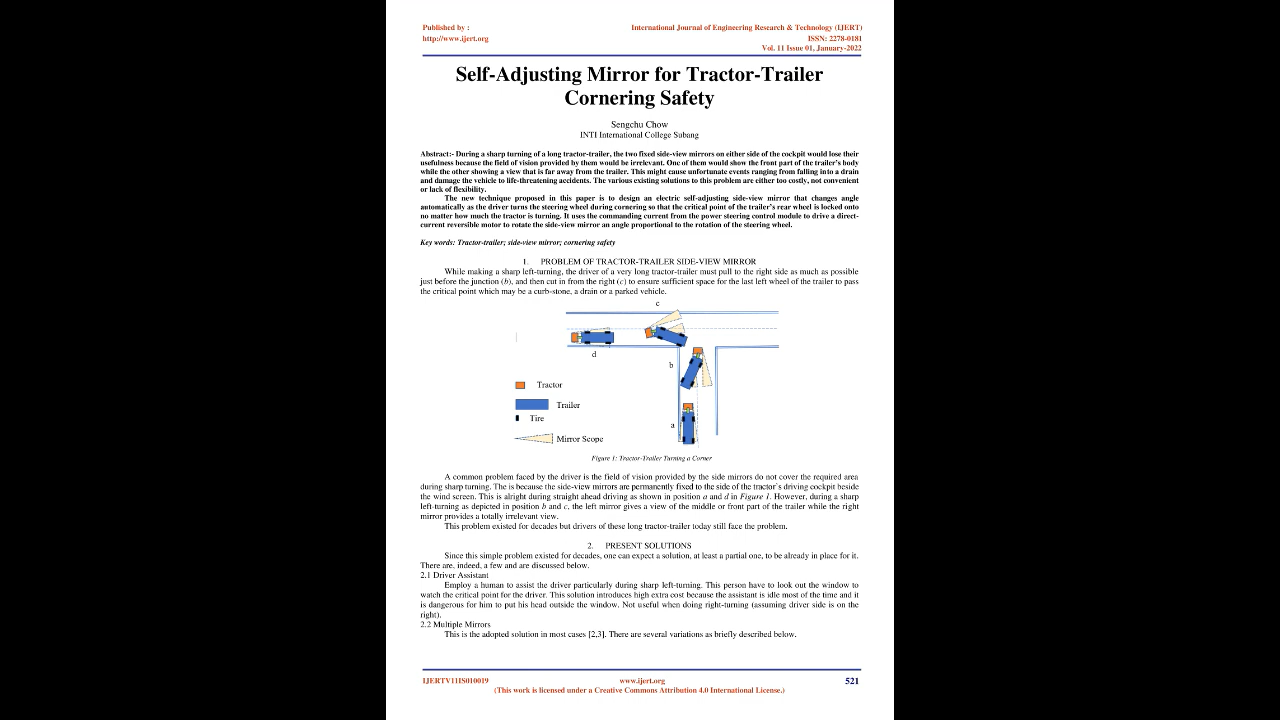 Published by :
http://www.ijert.org
International Journal of Engineering Research & Technology (IJERT)
ISSN: 2278-0181
Vol. 11 Issue 01, January-2022
Self-Adjusting Mirror for Tractor-Trailer
Cornering Safety
Sengchu Chow
INTI International College Subang
Abstract:- During a sharp turning of a long tractor-trailer, the two fixed side-view mirrors on either side of the cockpit would lose their
usefulness because the field of vision provided by them would be irrelevant. One of them would show the front part of the trailer's body
while the other showing a view that is far away from the trailer. This might cause unfortunate events ranging from falling into a drain
and damage the vehicle to life-threatening accidents. The various existing solutions to this problem are either too costly, not convenient
or lack of flexibility.
The new technique proposed in this paper is to design an electric self-adjusting side-view mirror that changes angle
automatically as the driver turns the steering wheel during cornering so that the critical point of the trailer's rear wheel is locked onto
no matter how much the tractor is turning. It uses the commanding current from the power steering control module to drive a direct-
current reversible motor to rotate the side-view mirror an angle proportional to the rotation of the steering wheel.
Key words: Tractor-trailer; side-view mirror; cornering safety
1. PROBLEM OF TRACTOR-TRAILER SIDE-VIEW MIRROR
While making a sharp left-turning, the driver of a very long tractor-trailer must pull to the right side as much as possible
just before the junction (b), and then cut in from the right (c) to ensure sufficient space for the last left wheel of the trailer to pass
the critical point which may be a curb-stone, a drain or a parked vehicle.
c
d
b
a
Tractor
Trailer
Tire
Mirror Scope
Figure 1: Tractor-Trailer Turning a Corner
A common problem faced by the driver is the field of vision provided by the side mirrors do not cover the required area
during sharp turning. The is because the side-view mirrors are permanently fixed to the side of the tractor's driving cockpit beside
the wind screen. This is alright during straight ahead driving as shown in position a and d in Figure 1. However, during a sharp
left-turning as depicted in position b and c, the left mirror gives a view of the middle or front part of the trailer while the right
mirror provides a totally irrelevant view.
This problem existed for decades but drivers of these long tractor-trailer today still face the problem.
2. PRESENT SOLUTIONS
Since this simple problem existed for decades, one can expect a solution, at least a partial one, to be already in place for it.
There are, indeed, a few and are discussed below.
2.1 Driver Assistant
Employ a human to assist the driver particularly during sharp left-turning. This person have to look out the window to
watch the critical point for the driver. This solution introduces high extra cost because the assistant is idle most of the time and it
is dangerous for him to put his head outside the window. Not useful when doing right-turning (assuming driver side is on the
right).
2.2 Multiple Mirrors
This is the adopted solution in most cases [2,3]. There are several variations as briefly described below.
IJERTV11IS010019
www.ijert.org
521
(This work is licensed under a Creative Commons Attribution 4.0 International License.)